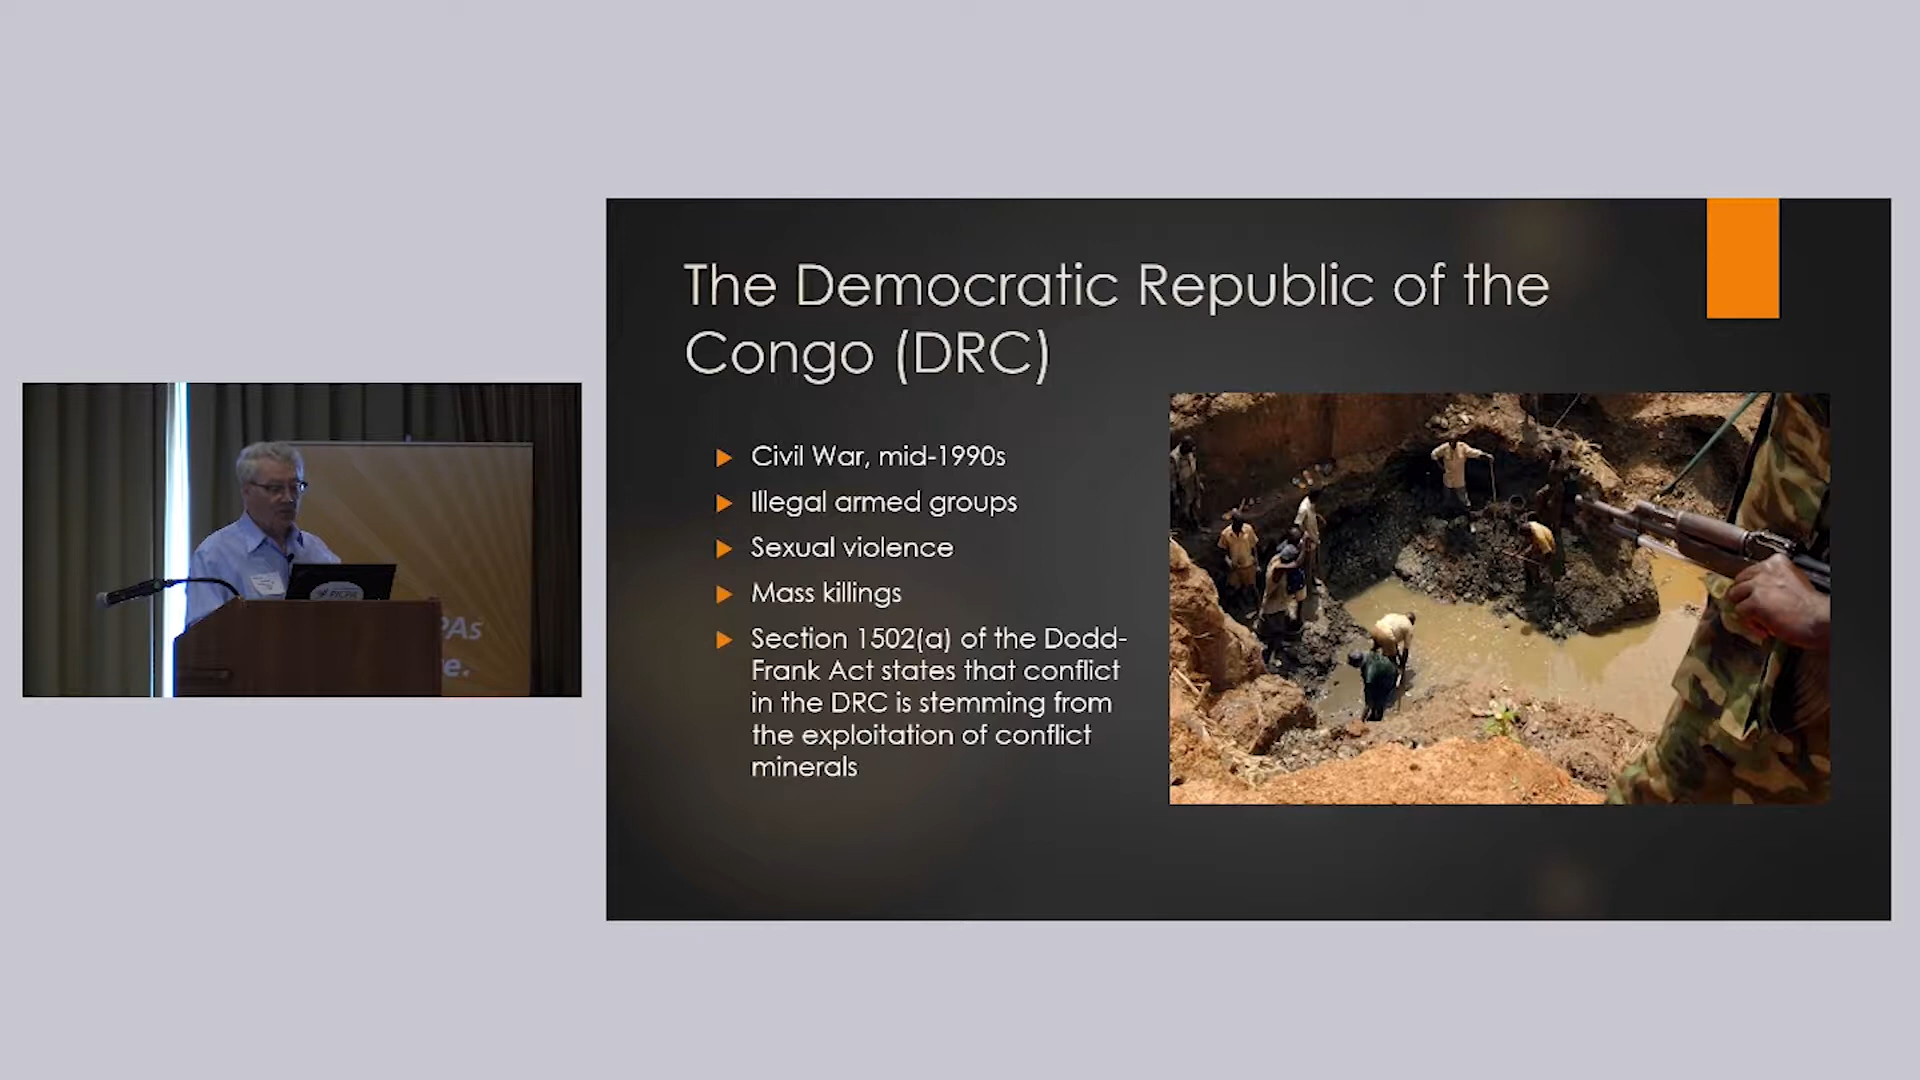 The Democratic Republic of the
Congo (DRC)
Civil War, mid-1990s
Illegal armed groups
Sexual violence
Mass killings
Section 1502(a) of the Dodd-
Frank Act states that conflict
in the DRC is stemming from
the exploitation of conflict
minerals
PICPA
PAs
e.